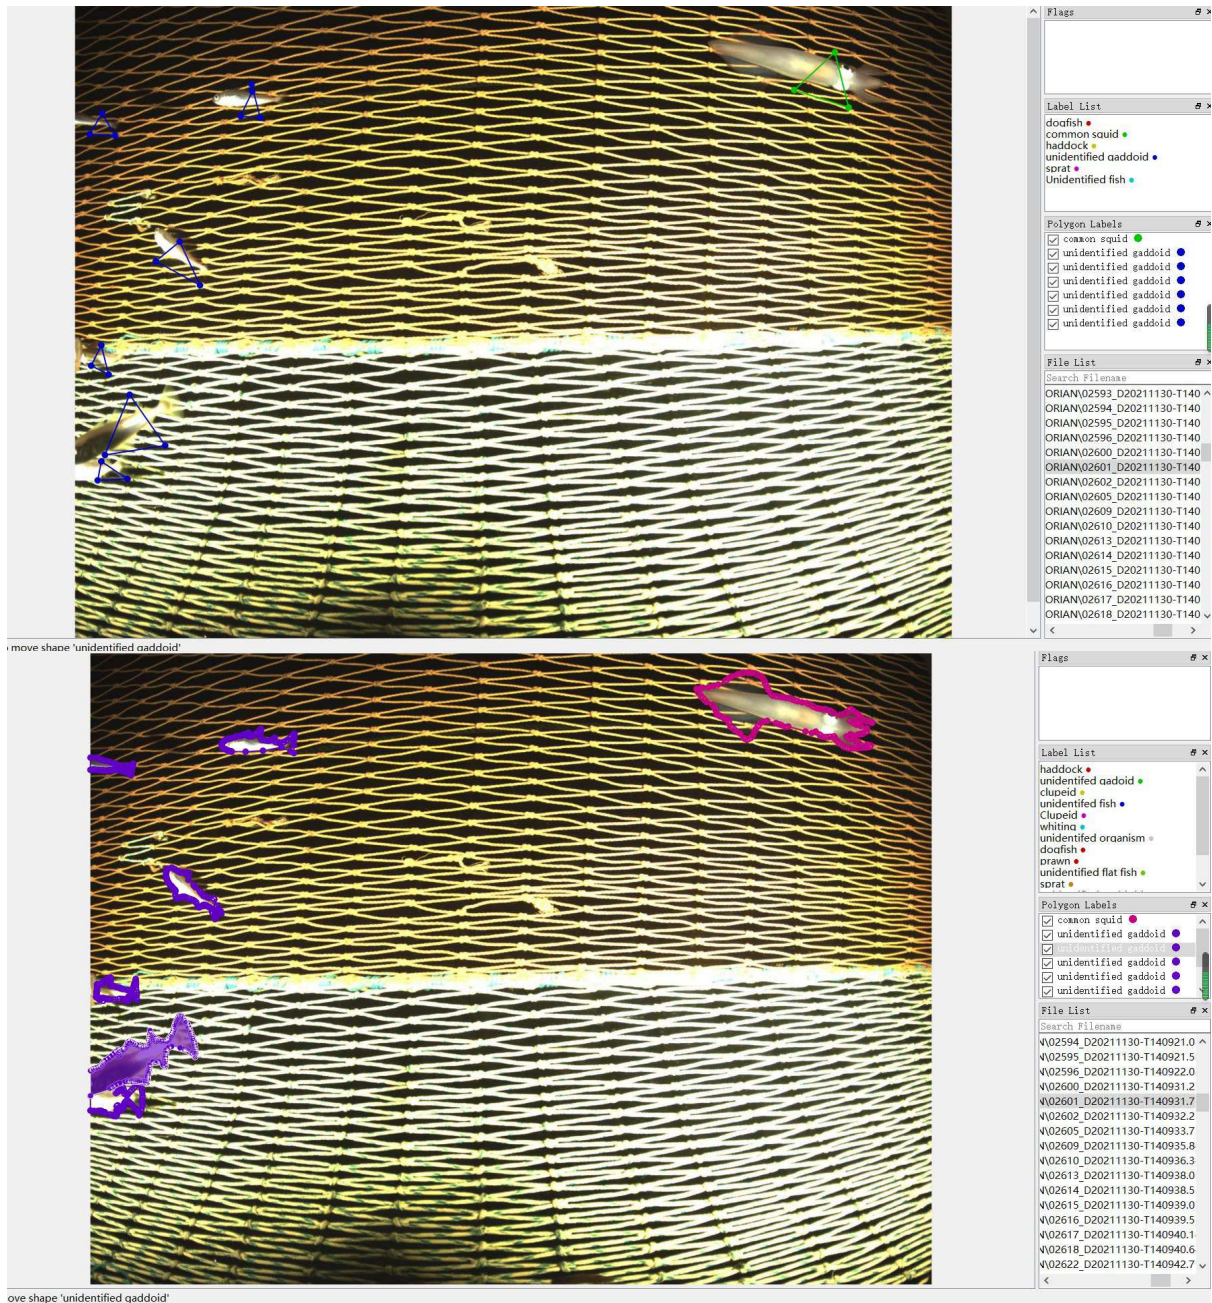 Flags
Label List
dogfish
common squid
haddock
unidentified gaddoid
sprat
Unidentified fish
Polygon Labels
common squid
unidentified gaddoid
unidentified gaddoid
unidentified gaddoid
unidentified gaddoid
unidentified gaddoid
unidentified gaddoid
File List
Search Filename
ORIAN\02593_D20211130-T140
ORIAN\02594_D20211130-T140
ORIAN\02595_D20211130-T140
ORIAN\02596_D20211130-T140
ORIAN\02600_D20211130-T140
ORIAN\02601_D20211130-T140
ORIAN\02602_D20211130-T140
ORIAN\02605_D20211130-T140
ORIAN\02609_D20211130-T140
ORIAN\02610_D20211130-T140
ORIAN\02613_D20211130-T140
ORIAN\02614_D20211130-T140
ORIAN\02615_D20211130-T140
ORIAN\02616_D20211130-T140
ORIAN\02617_D20211130-T140
ORIAN\02618_D20211130-T140
move shape 'unidentified gaddoid'
Flags
Label List
haddock
unidentifed gadoid
clupeid
unidentifed fish
Clupeid
whiting
unidentifed organism
dogfish
prawn
unidentified flat fish
sprat
Polygon Labels
common squid
unidentified gaddoid
unidentified gaddoid
unidentified gaddoid
unidentified gaddoid
unidentified gaddoid
File List
Search Filename
\02594_D20211130-T140921.0
\02595_D20211130-T140921.5
\02596_D20211130-T140922.0
\02600_D20211130-T140931.2
\02601_D20211130-T140931.7
\02602_D20211130-T140932.2
\02605_D20211130-T140933.7
\02609_D20211130-T140935.8
\02610_D20211130-T140936.3
\02613_D20211130-T140938.0
\02614_D20211130-T140938.5
\02615_D20211130-T140939.0
\02616_D20211130-T140939.5
\02617_D20211130-T140940.1
\02618_D20211130-T140940.6
\02622_D20211130-T140942.7
ove shape 'unidentified gaddoid'